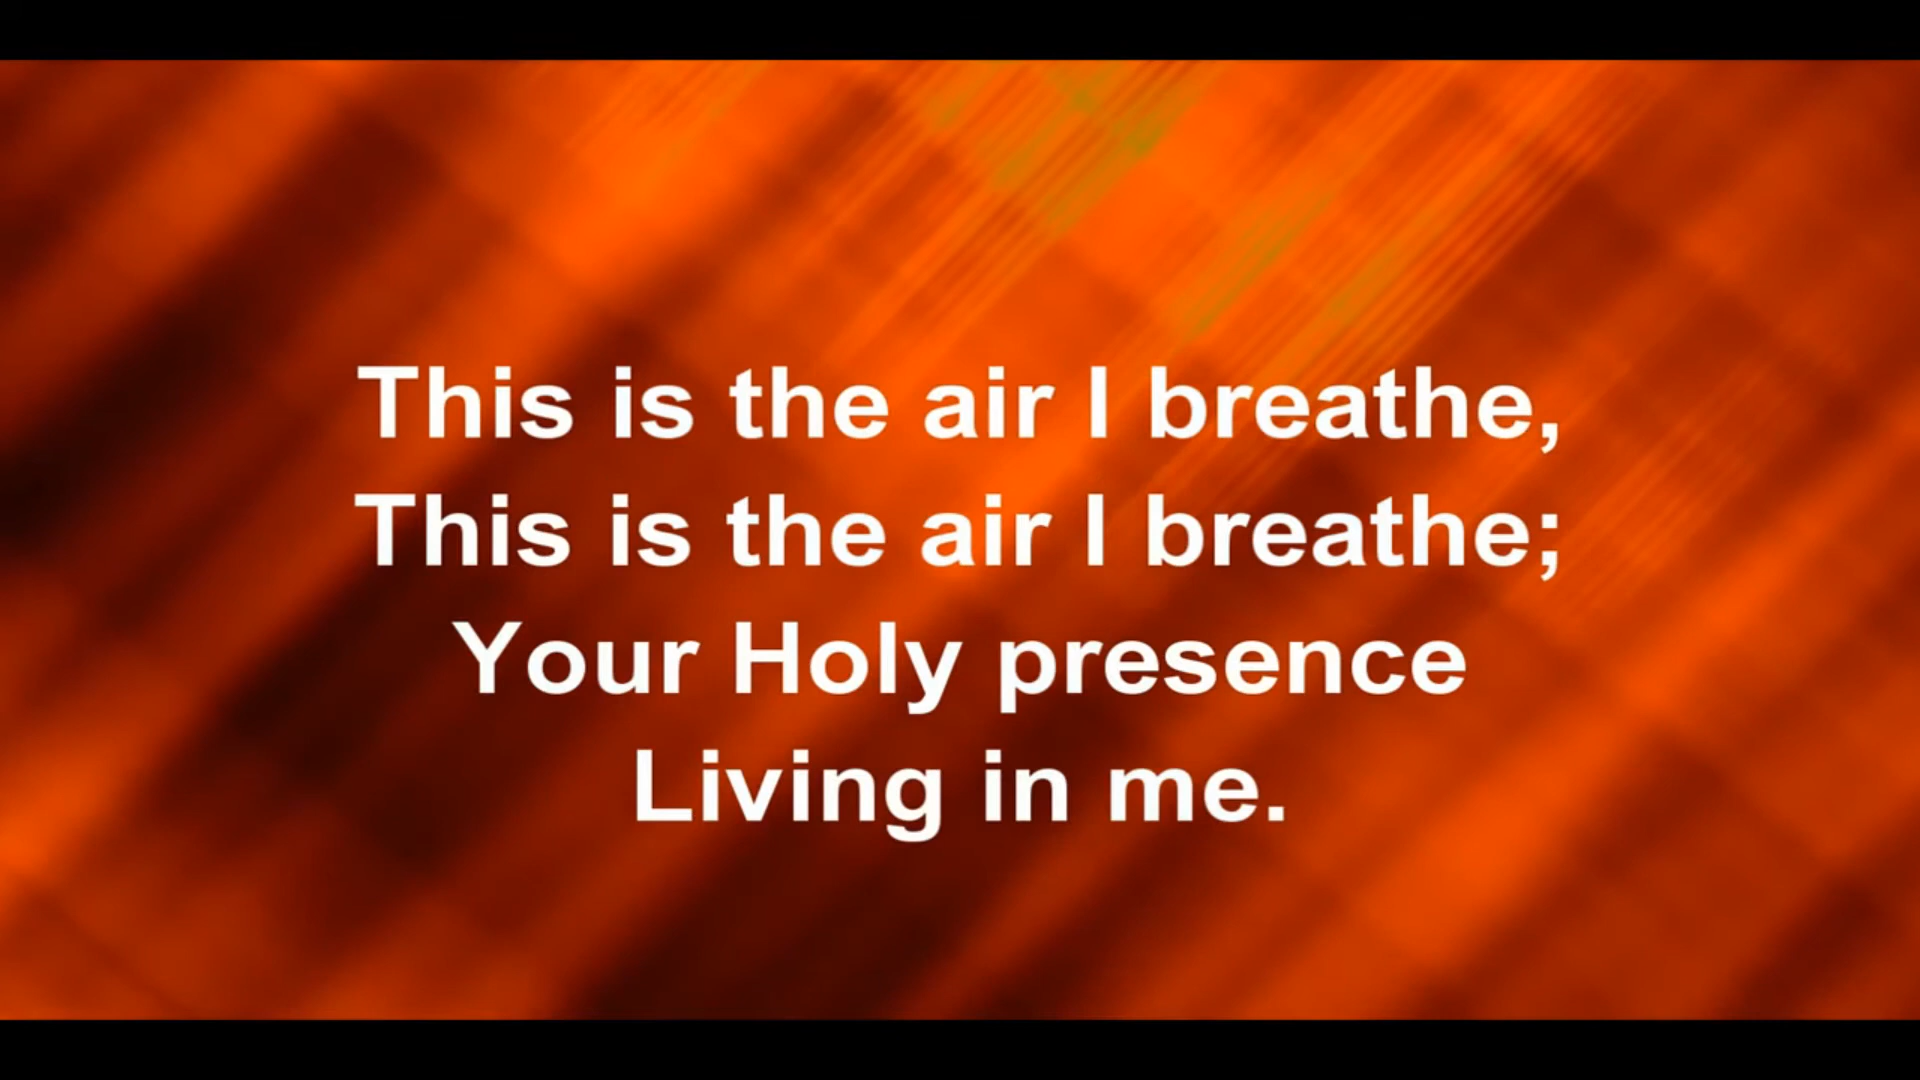 This is the air I breathe,
This is the air I breathe;
Your Holy presence
Living in me.